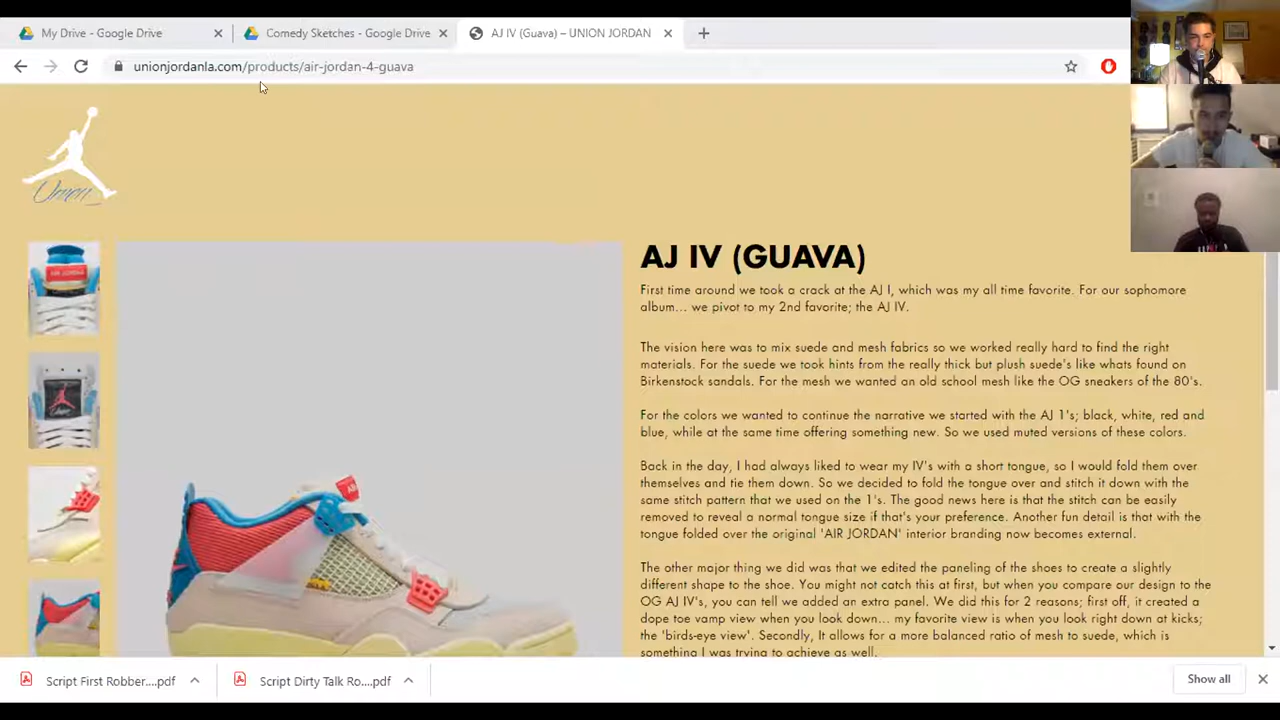 My Drive - Google Drive
Comedy Sketches - Google Drive
AJ IV (Guava) – UNION JORDAN
unionjordanla.com/products/air-jordan-4-guava
Union
AIR JORDAN
AJ IV (GUAVA)
First time around we took a crack at the AJ I, which was my all time favorite. For our sophomore
album... we pivot to my 2nd favorite; the AJ IV.
The vision here was to mix suede and mesh fabrics so we worked really hard to find the right
materials. For the suede we took hints from the really thick but plush suede's like whats found on
Birkenstock sandals. For the mesh we wanted an old school mesh like the OG sneakers of the 80's.
For the colors we wanted to continue the narrative we started with the AJ 1's; black, white, red and
blue, while at the same time offering something new. So we used muted versions of these colors.
Back in the day, I had always liked to wear my IV's with a short tongue, so I would fold them over
themselves and tie them down. So we decided to fold the tongue over and stitch it down with the
same stitch pattern that we used on the 1's. The good news here is that the stitch can be easily
removed to reveal a normal tongue size if that's your preference. Another fun detail is that with the
tongue folded over the original 'AIR JORDAN' interior branding now becomes external.
The other major thing we did was that we edited the paneling of the shoes to create a slightly
different shape to the shoe. You might not catch this at first, but when you compare our design to the
OG AJ IV's, you can tell we added an extra panel. We did this for 2 reasons; first off, it created a
dope toe vamp view when you look down... my favorite view is when you look right down at kicks;
the 'birds-eye view'. Secondly, It allows for a more balanced ratio of mesh to suede, which is
something I was trying to achieve as well.
Script First Robber....pdf
Script Dirty Talk Ro....pdf
Show all